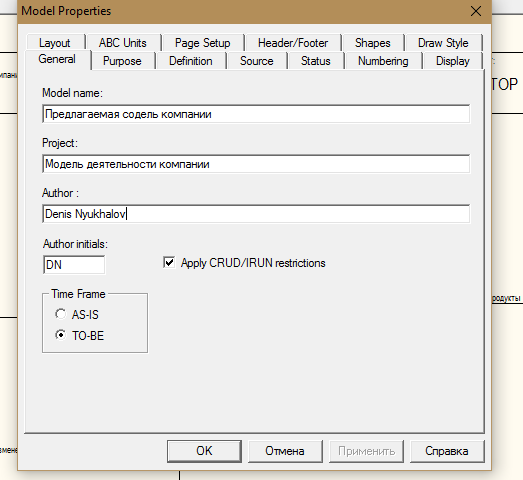 Model Properties
Layout ABC Units Page Setup Header/Footer Shapes Draw Style
General Purpose Definition Source Status Numbering Display
Model name:
Предлагаемая содель компании
Project:
Модель деятельности компании
Author :
Denis Nyukhalov
Author initials:
DN
Apply CRUD/IRUN restrictions
Time Frame
AS-IS
TO-BE
OK Отмена Применить Справка
ТОР
родукты